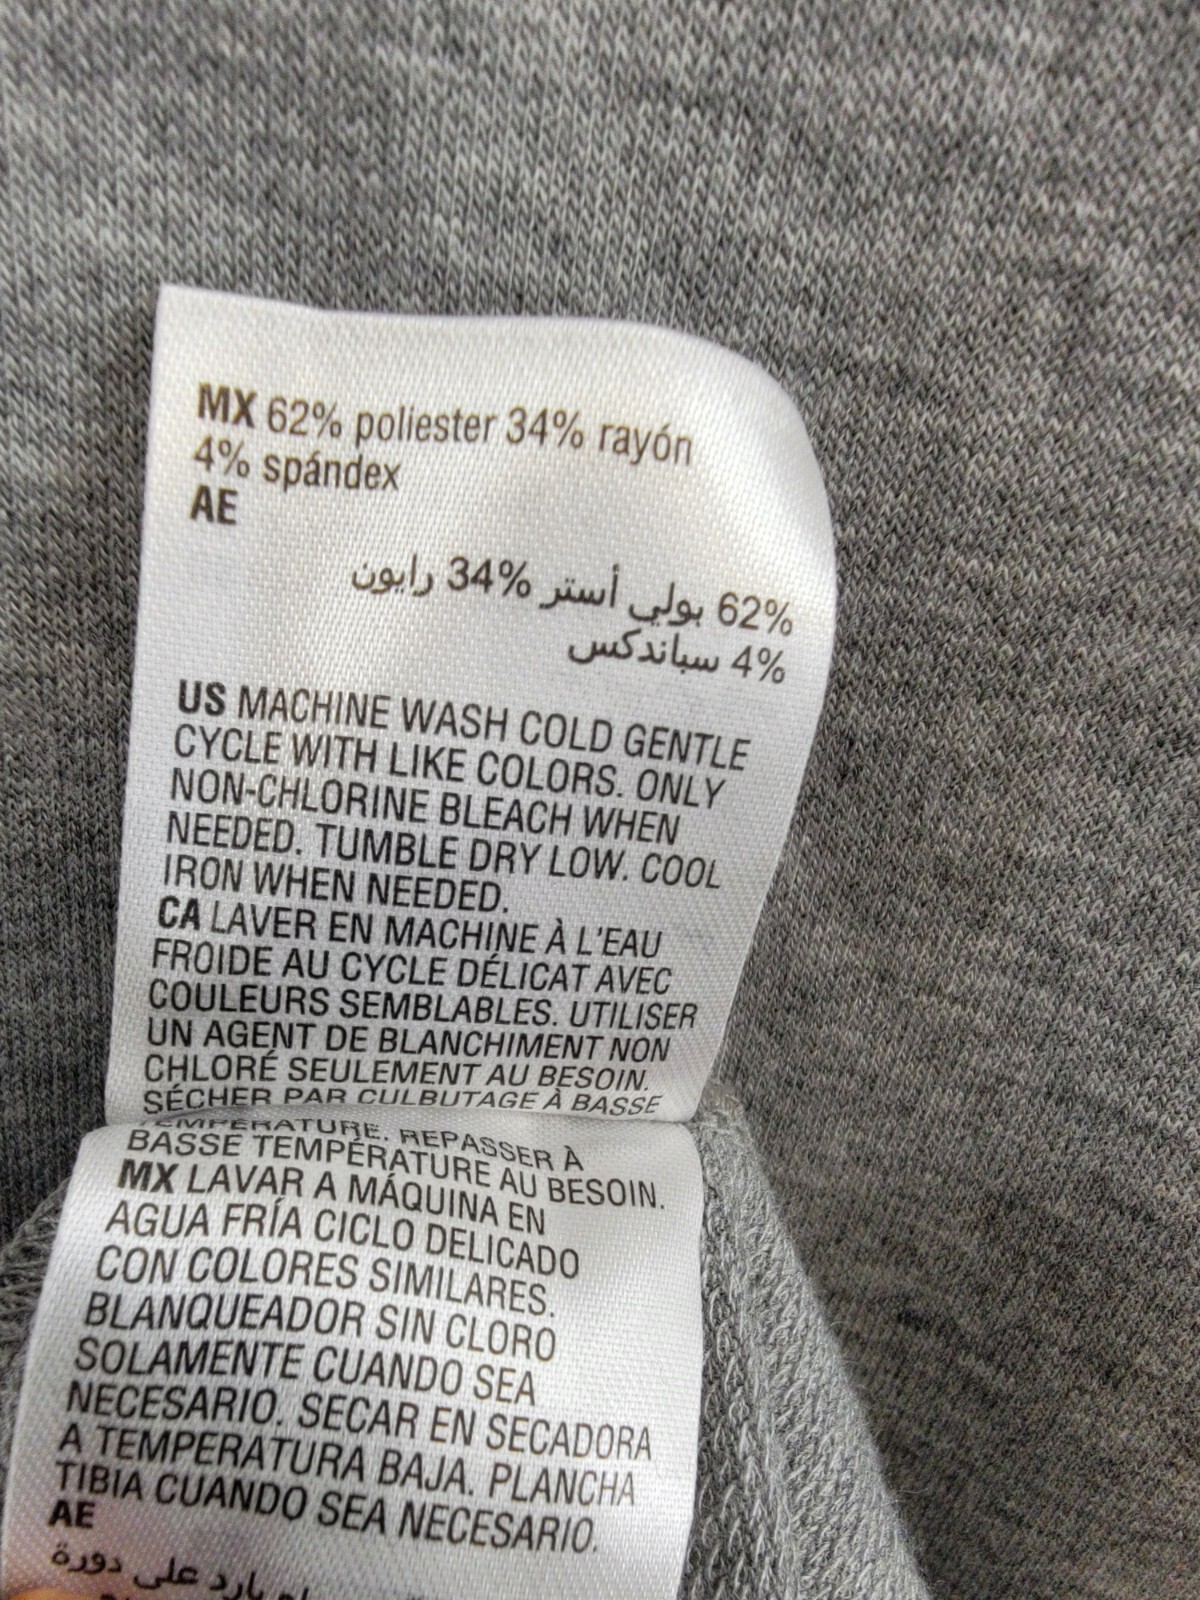 MX 62% poliester 34% rayón
4% spándex
AE
62% بولي أستر 34% رايون
4% سباندكس
US MACHINE WASH COLD GENTLE
CYCLE WITH LIKE COLORS. ONLY
NON-CHLORINE BLEACH WHEN
NEEDED. TUMBLE DRY LOW. COOL
IRON WHEN NEEDED.
CA LAVER EN MACHINE À L'EAU
FROIDE AU CYCLE DÉLICAT AVEC
COULEURS SEMBLABLES. UTILISER
UN AGENT DE BLANCHIMENT NON
CHLORÉ SEULEMENT AU BESOIN.
SÉCHER PAR CULBUTAGE À BASSE
TEMPÉRATURE. REPASSER À
BASSE TEMPÉRATURE AU BESOIN.
MX LAVAR A MÁQUINA EN
AGUA FRÍA CICLO DELICADO
CON COLORES SIMILARES.
BLANQUEADOR SIN CLORO
SOLAMENTE CUANDO SEA
NECESARIO. SECAR EN SECADORA
A TEMPERATURA BAJA. PLANCHA
TIBIA CUANDO SEA NECESARIO.
AE
بارد على دورة